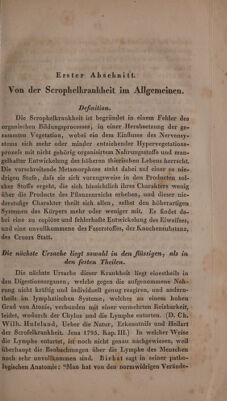 Erster Abschnitt.
Von der Scrophelkrankheit im Allgemeinen.
Definition.
Die Scrophelkrankheit ist begründet in einem Fehler des
organischen Bildungsprocesses, in einer Herabsetzung der ge-
sammten Vegetation, wobei ein des Einfluss des Nervensy-
stems sich mehr oder minder entziehender Hypervegetations-
process mit nicht gehörig organisirtem Nahrungsstoffe und man-
gelhafter Entwickelung des höheren thierischen Lebens herrscht.
Die vorschreitende Metamorphose steht dabei auf einer so nie-
drigen Stufe, dass sie sich vorzugsweise in den Producten sol-
cher Stoffe ergeht, die sich hinsichtlich ihres Charakters wenig
über die Producte des Pflanzenreichs erheben, und dieser nie-
derstufige Charakter theilt sich allen, selbst den höhergestellten
Systemen des Körpers mehr oder weniger mit. Es findet da-
bei eine zu copiöse und fehlerhafte Entwickelung des Eiweissen,
und eine unvollkommene des Faserstoffes, der Knochensubstanz,
des Cruors Statt.
Die nächste Ursache liegt sowohl in den flüssigen, als in
den festen Theilen.
Die nächste Ursache dieser Krankheit liegt einestheils in
den Digestionsorganen, welche gegen die aufgenommene Nah-
rung nicht kräftig und individuell genug reagiren, andern-
theils im lymphatischen Systeme, welches an einem hohen
Grad von Atonie, verbunden mit einer vermehrten Reizbarkeit,
leidet, wodurch der Chylus und die Lymphe entartet. (D. Ch.
Wilh. Hufeland, Ueber die Natur, Erkenntniss und Heilart
der Scrofelkrankheit. Jena 1795. Kap. III.) In welcher Weise
die Lymphe entartet, ist noch nicht genau nachgewiesen, weil
überhaupt die Beobachtungen über die Lymphe des Menschen
noch sehr unvollkommen sind. Bichat sagt in seiner patho-
logischen Anatomie: "Man hat von den normwidrigen Verände-